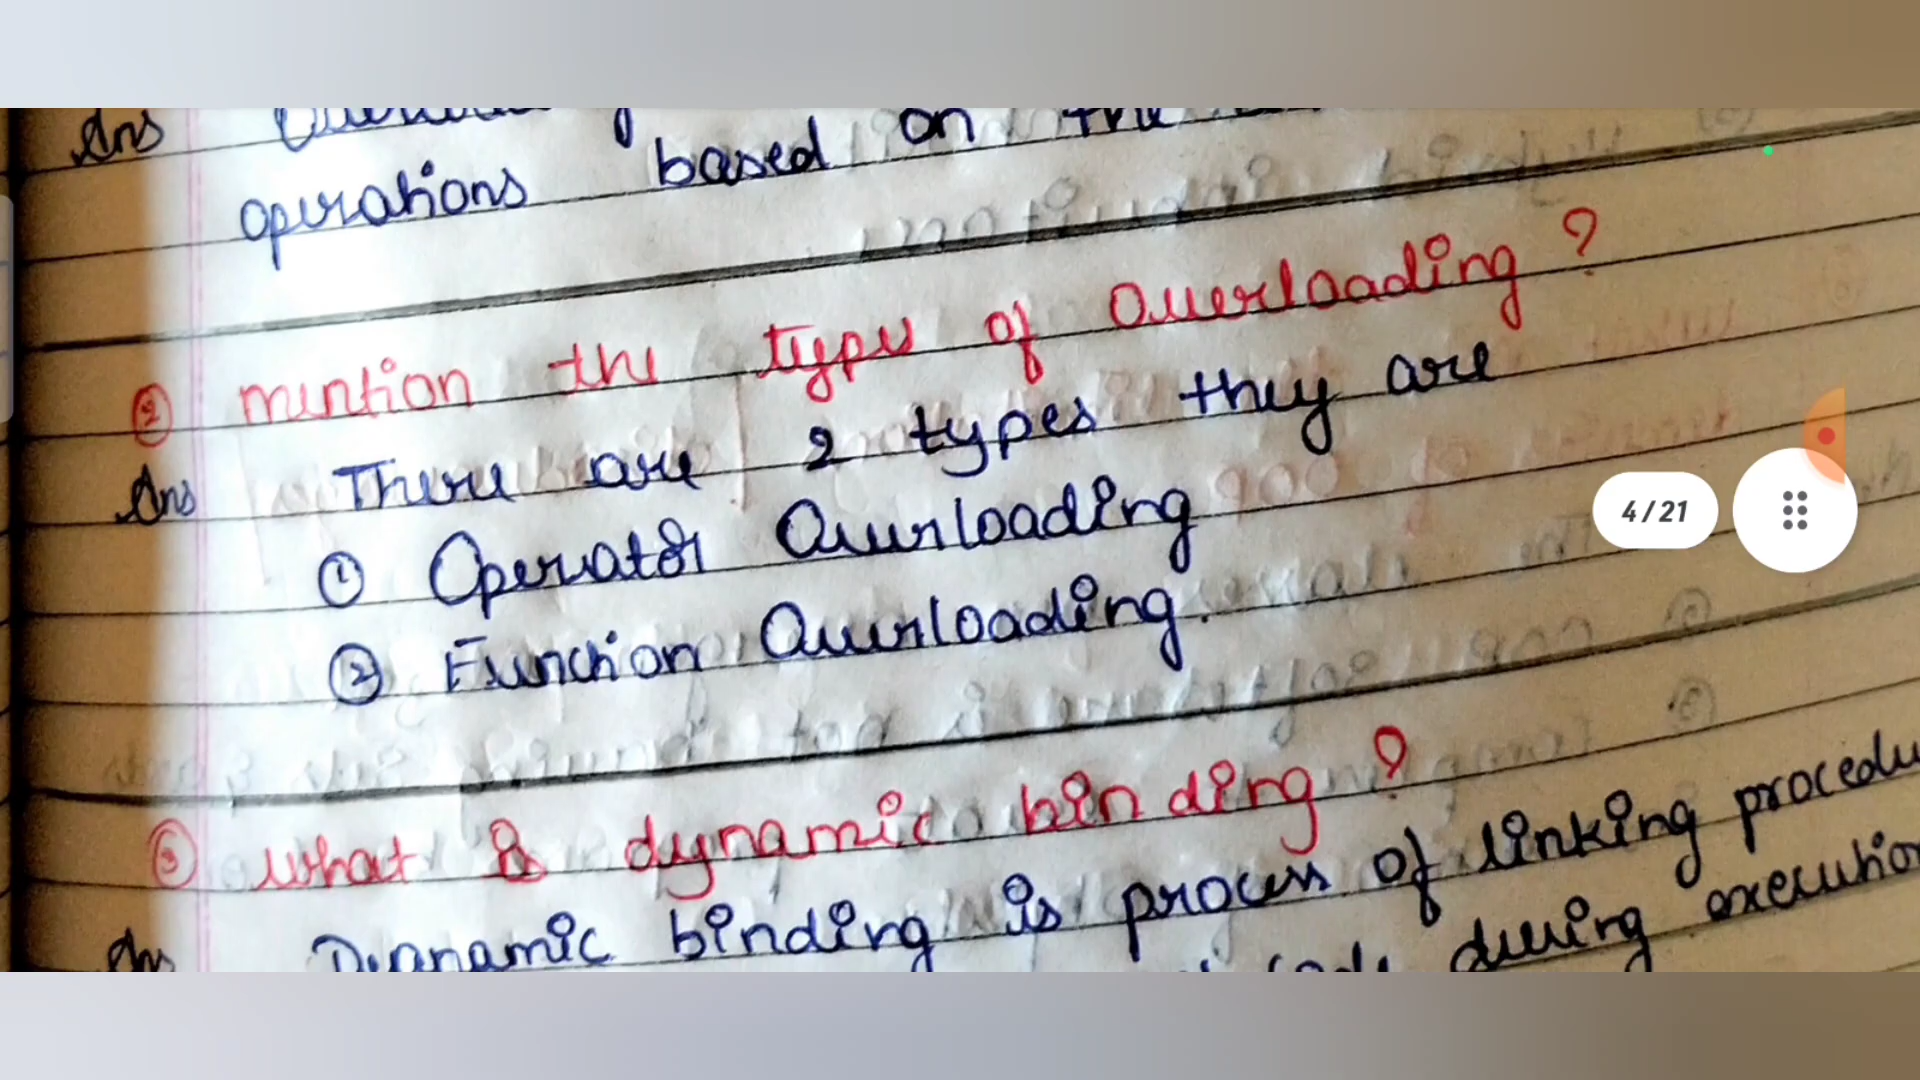 Ans
operations based on the
② mention the types of Overloading ?
Ans There are 2 types they are
① Operator Overloading
② Function Overloading.
4/21
③ What is dynamic binding ?
Ans Dynamic binding is process of linking procedu
code during execution